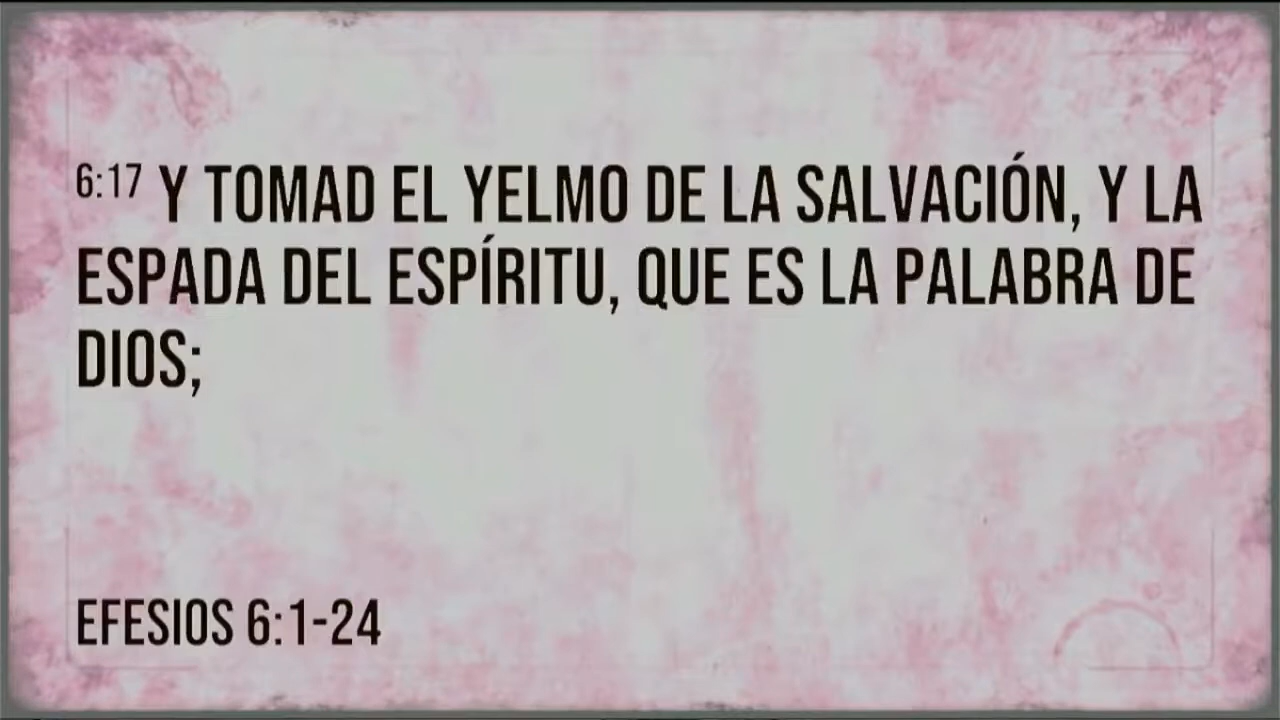 6:17 Y TOMAD EL YELMO DE LA SALVACIÓN, Y LA
ESPADA DEL ESPÍRITU, QUE ES LA PALABRA DE
DIOS;
EFESIOS 6:1-24